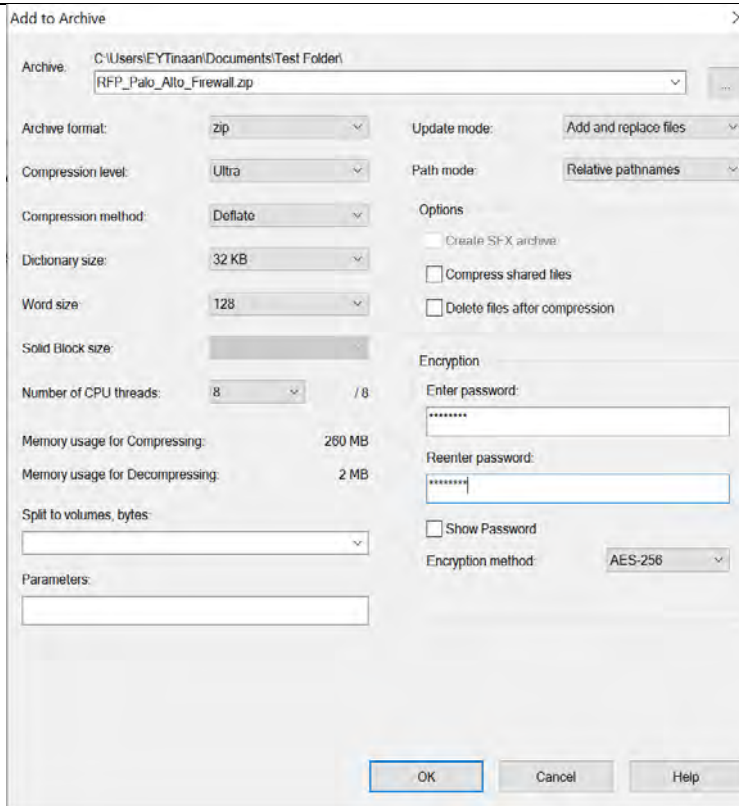 Add to Archive
Archive: C:\Users\EYTinaan\Documents\Test Folder\
RFP_Palo_Alto_Firewall.zip
...
Archive format: zip
Update mode: Add and replace files
Compression level: Ultra
Path mode: Relative pathnames
Compression method: Deflate
Options
Create SFX archive
Dictionary size: 32 KB
Compress shared files
Word size: 128
Delete files after compression
Solid Block size:
Encryption
Number of CPU threads: 8 / 8
Enter password:
********
Memory usage for Compressing: 260 MB
Reenter password:
Memory usage for Decompressing: 2 MB
********
Split to volumes, bytes:
Show Password
Encryption method: AES-256
Parameters:
OK Cancel Help